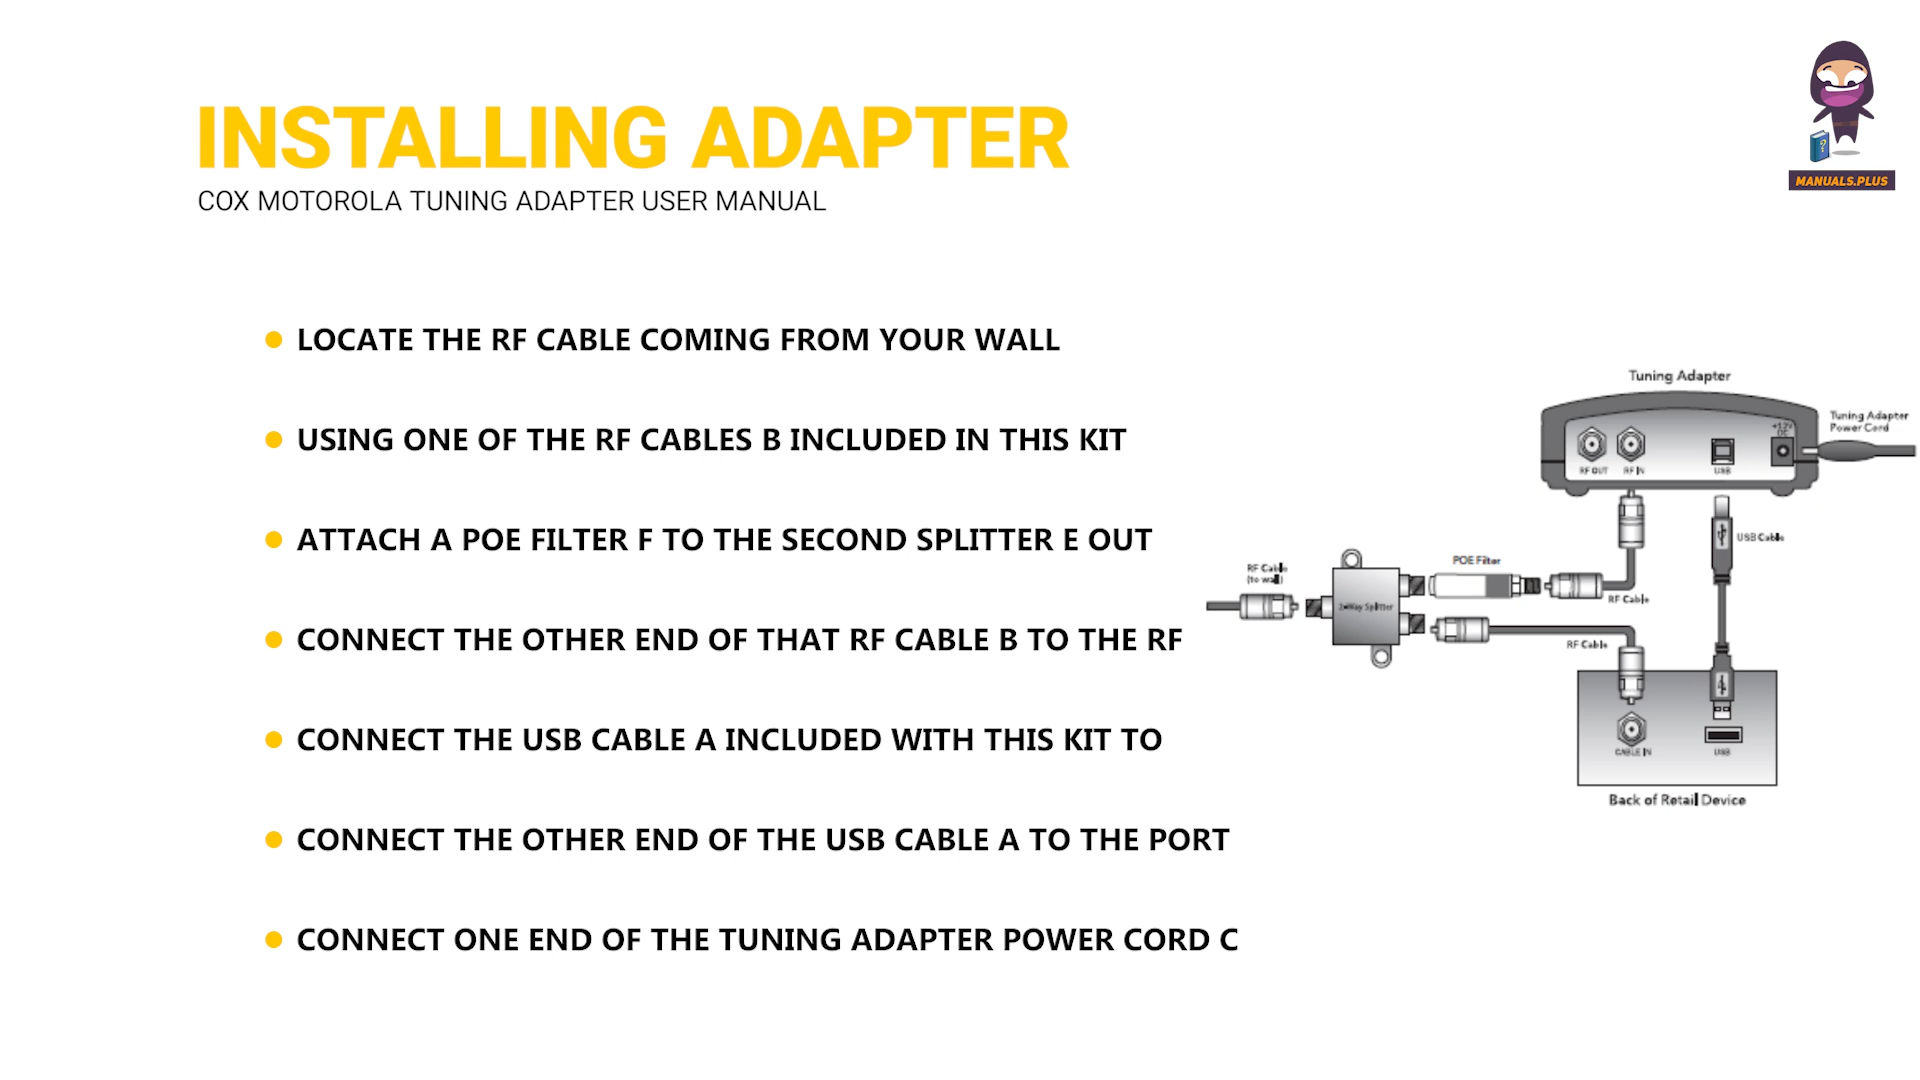 INSTALLING ADAPTER
COX MOTOROLA TUNING ADAPTER USER MANUAL
MANUALS.PLUS
LOCATE THE RF CABLE COMING FROM YOUR WALL
USING ONE OF THE RF CABLES B INCLUDED IN THIS KIT
ATTACH A POE FILTER F TO THE SECOND SPLITTER E OUT
CONNECT THE OTHER END OF THAT RF CABLE B TO THE RF
CONNECT THE USB CABLE A INCLUDED WITH THIS KIT TO
CONNECT THE OTHER END OF THE USB CABLE A TO THE PORT
CONNECT ONE END OF THE TUNING ADAPTER POWER CORD C
Tuning Adapter
Tuning Adapter
Power Cord
+12V
DC
RF OUT
RF IN
USB
USB Cable
POE Filter
RF Cable
(to wall)
2-Way Splitter
RF Cable
RF Cable
CABLE IN
USB
Back of Retail Device